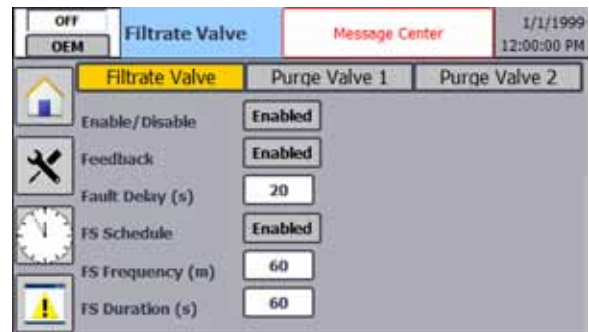 OFF
OEM
Filtrate Valve
Message Center
1/1/1999
12:00:00 PM
Filtrate Valve
Purge Valve 1
Purge Valve 2
Enable/Disable
Enabled
Feedback
Enabled
Fault Delay (s)
20
FS Schedule
Enabled
FS Frequency (m)
60
FS Duration (s)
60